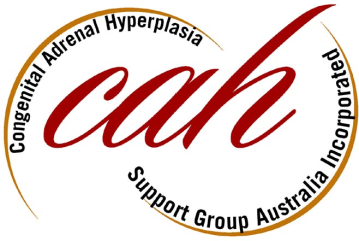 Congenital Adrenal Hyperplasia
cah
Support Group Australia Incorporated